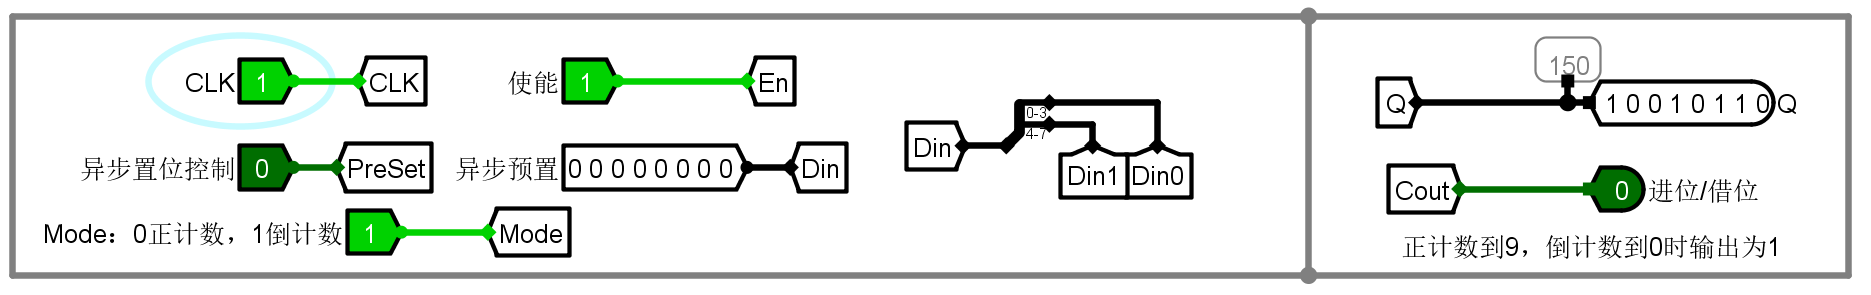 CLK 1 CLK
使能 1 En
异步置位控制 0 PreSet
异步预置 0 0 0 0 0 0 0 0 Din
Mode：0正计数，1倒计数 1 Mode
Din
0-3
4-7
Din1 Din0
150
Q 1 0 0 1 0 1 1 0 Q
Cout 0 进位/借位
正计数到9，倒计数到0时输出为1